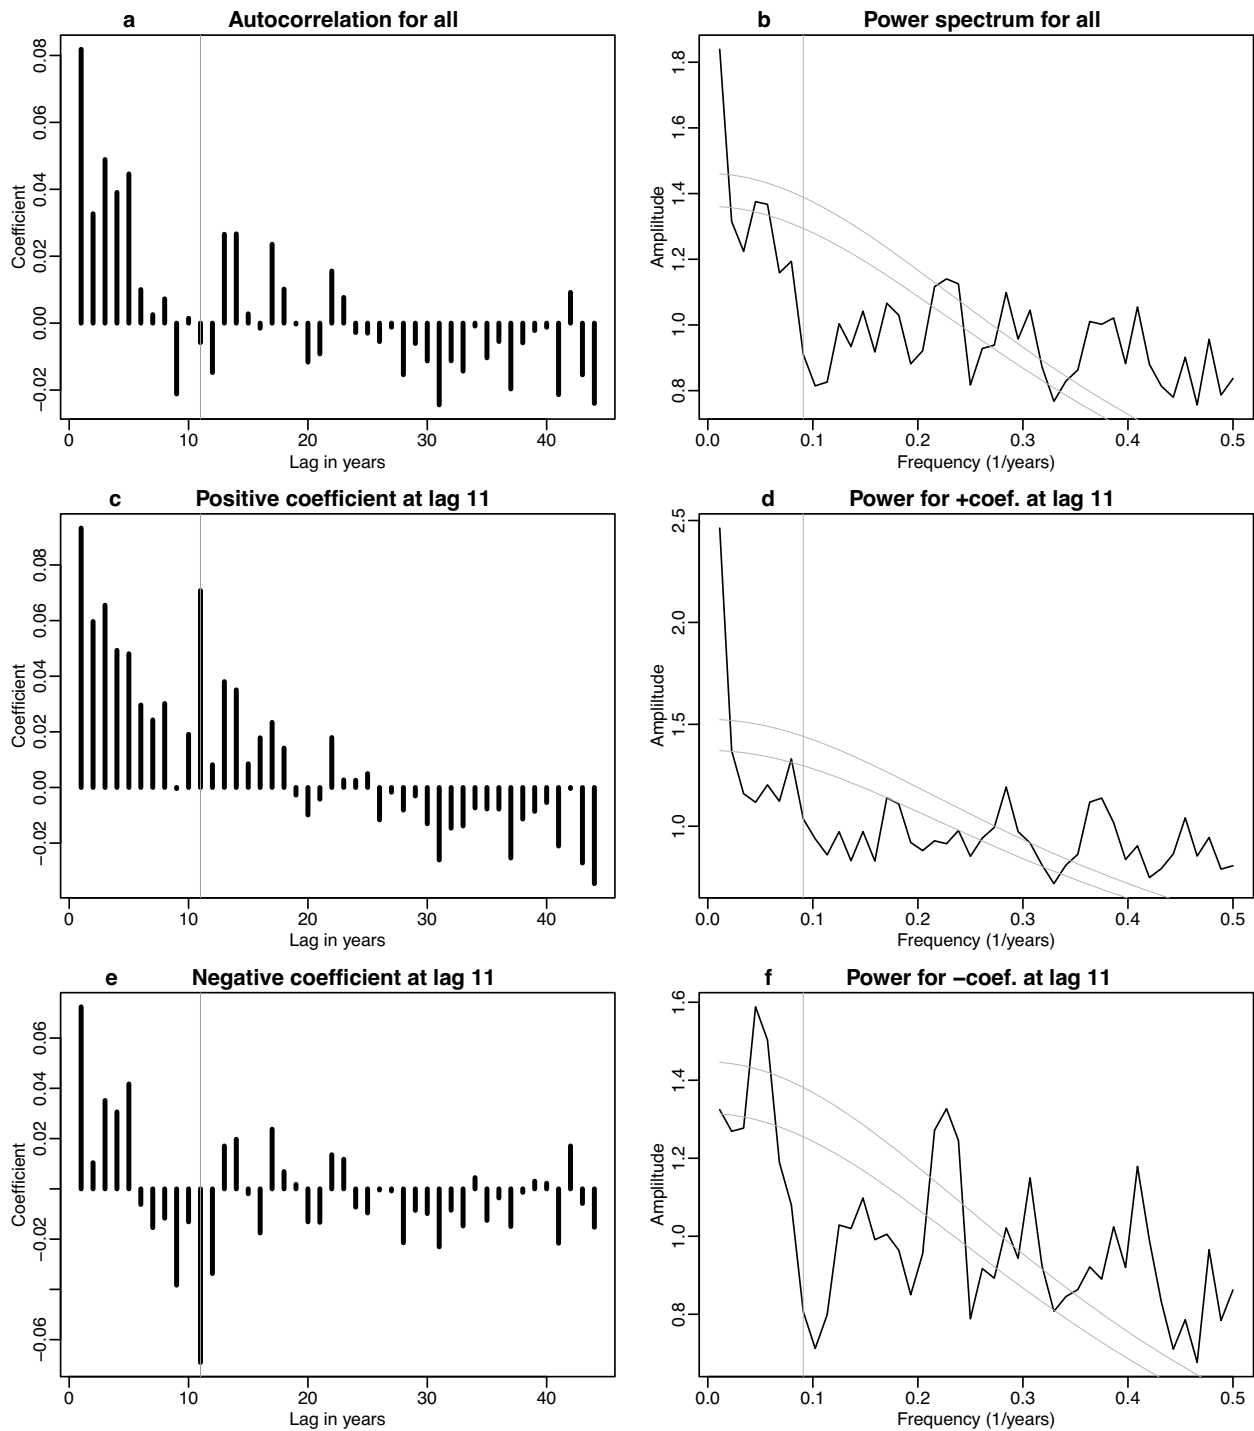 a Autocorrelation for all
Coefficient
0.08
0.06
0.04
0.02
0.00
−0.02
0 10 20 30 40
Lag in years
b Power spectrum for all
Ampliltude
1.8
1.6
1.4
1.2
1.0
0.8
0.0 0.1 0.2 0.3 0.4 0.5
Frequency (1/years)
c Positive coefficient at lag 11
Coefficient
0.08
0.06
0.04
0.02
0.00
−0.02
0 10 20 30 40
Lag in years
d Power for +coef. at lag 11
Ampliltude
2.5
2.0
1.5
1.0
0.0 0.1 0.2 0.3 0.4 0.5
Frequency (1/years)
e Negative coefficient at lag 11
Coefficient
0.06
0.04
0.02
−0.02
−0.06
0 10 20 30 40
Lag in years
f Power for −coef. at lag 11
Ampliltude
1.6
1.4
1.2
1.0
0.8
0.0 0.1 0.2 0.3 0.4 0.5
Frequency (1/years)